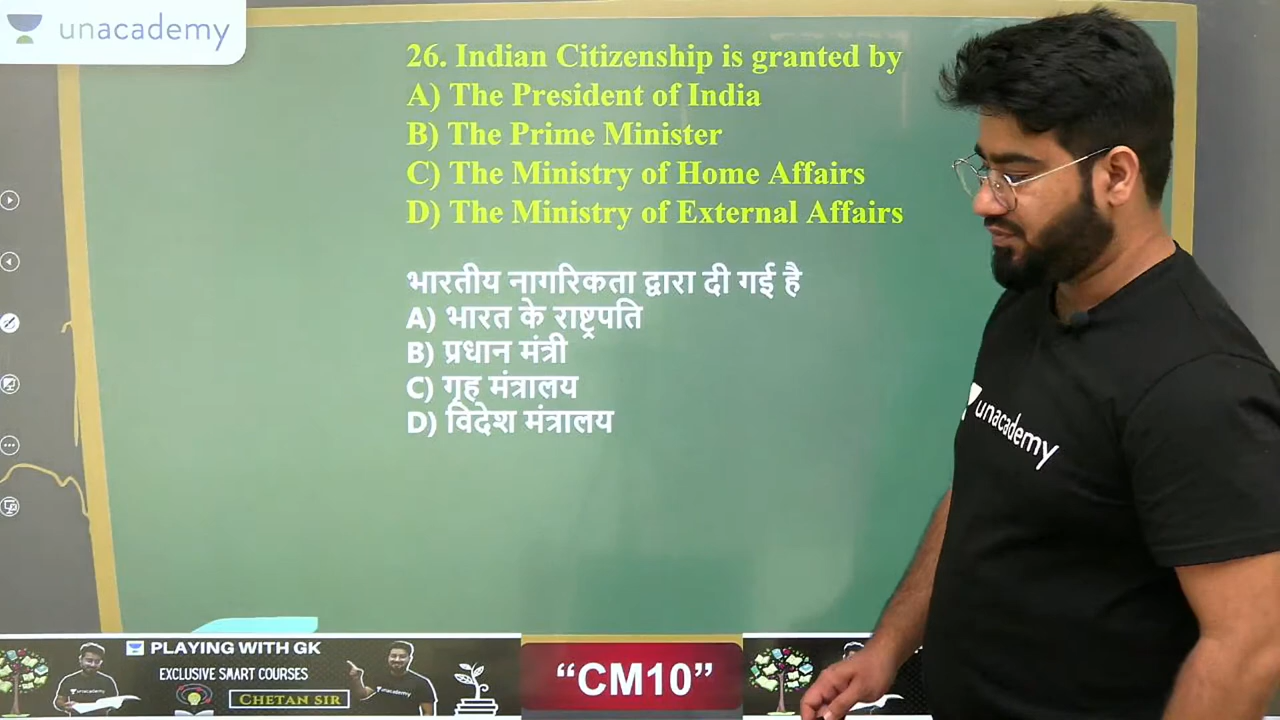 unacademy
26. Indian Citizenship is granted by
A) The President of India
B) The Prime Minister
C) The Ministry of Home Affairs
D) The Ministry of External Affairs
भारतीय नागरिकता द्वारा दी गई है
A) भारत के राष्ट्रपति
B) प्रधान मंत्री
C) गृह मंत्रालय
D) विदेश मंत्रालय
unacademy
PLAYING WITH GK
EXCLUSIVE SMART COURSES
CHETAN SIR
unacademy
unacademy
“CM10”